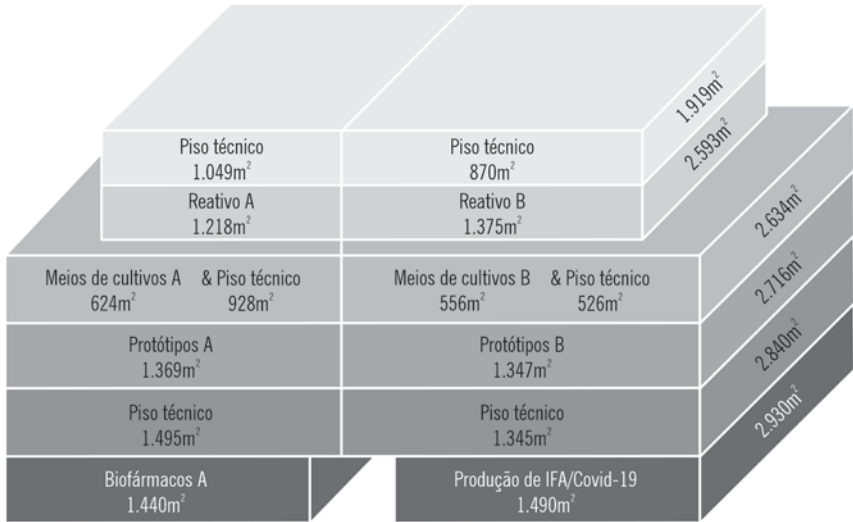 Piso técnico Piso técnico 1.919m²
1.049m² 870m²
Reativo A Reativo B 2.593m²
1.218m² 1.375m²
Meios de cultivos A & Piso técnico Meios de cultivos B & Piso técnico 2.634m²
624m² 928m² 556m² 526m²
Protótipos A Protótipos B 2.716m²
1.369m² 1.347m²
Piso técnico Piso técnico 2.840m²
1.495m² 1.345m²
Biofármacos A Produção de IFA/Covid-19 2.930m²
1.440m² 1.490m²